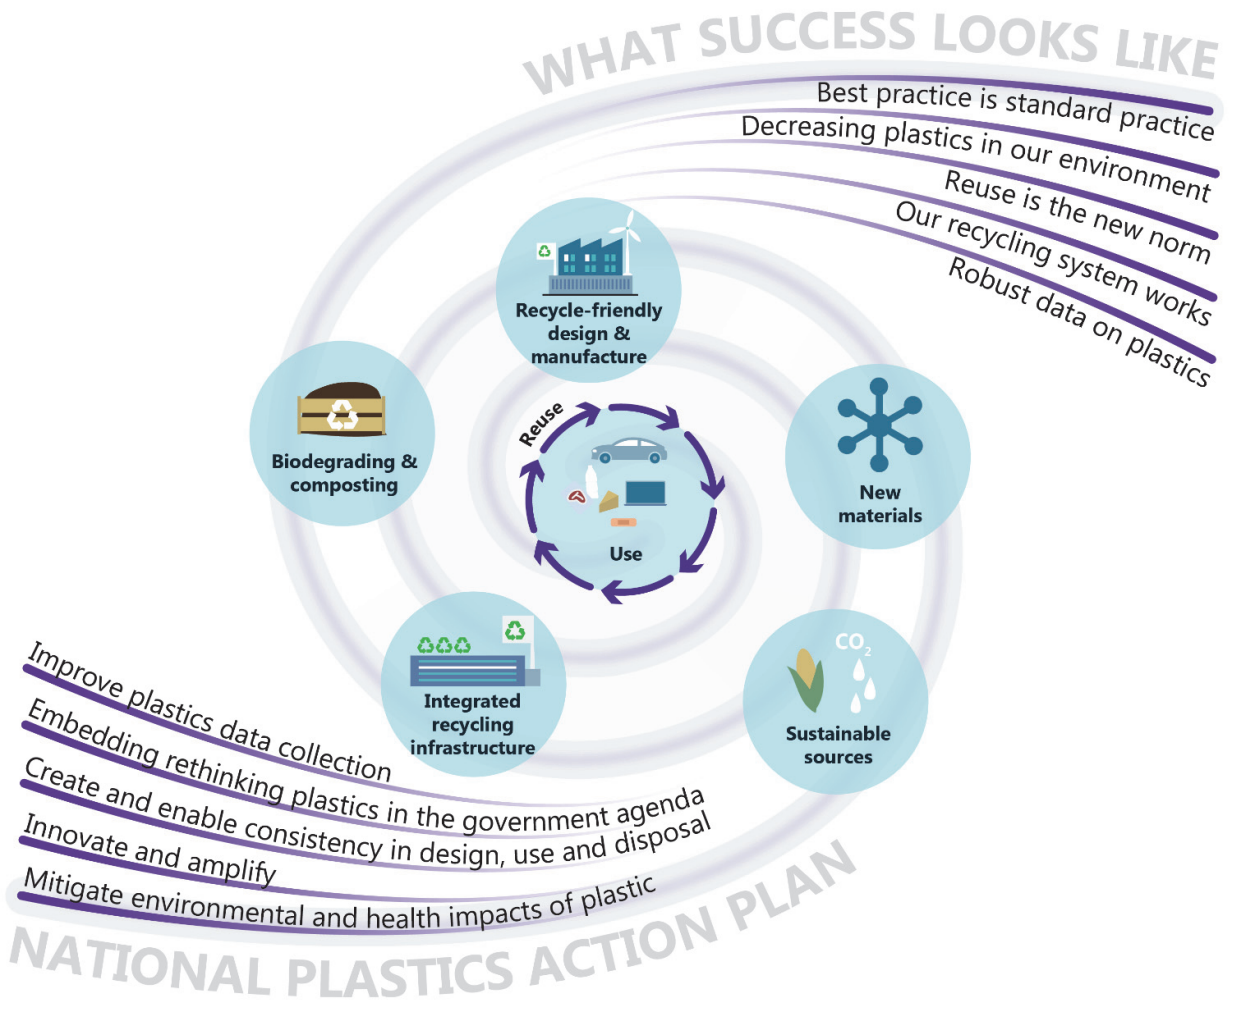 WHAT SUCCESS LOOKS LIKE
Best practice is standard practice
Decreasing plastics in our environment
Reuse is the new norm
Our recycling system works
Robust data on plastics
Recycle-friendly
design &
manufacture
Biodegrading &
composting
Reuse
Use
New
materials
Integrated
recycling
infrastructure
CO₂
Sustainable
sources
Improve plastics data collection
Embedding rethinking plastics in the government agenda
Create and enable consistency in design, use and disposal
Innovate and amplify
Mitigate environmental and health impacts of plastic
NATIONAL PLASTICS ACTION PLAN